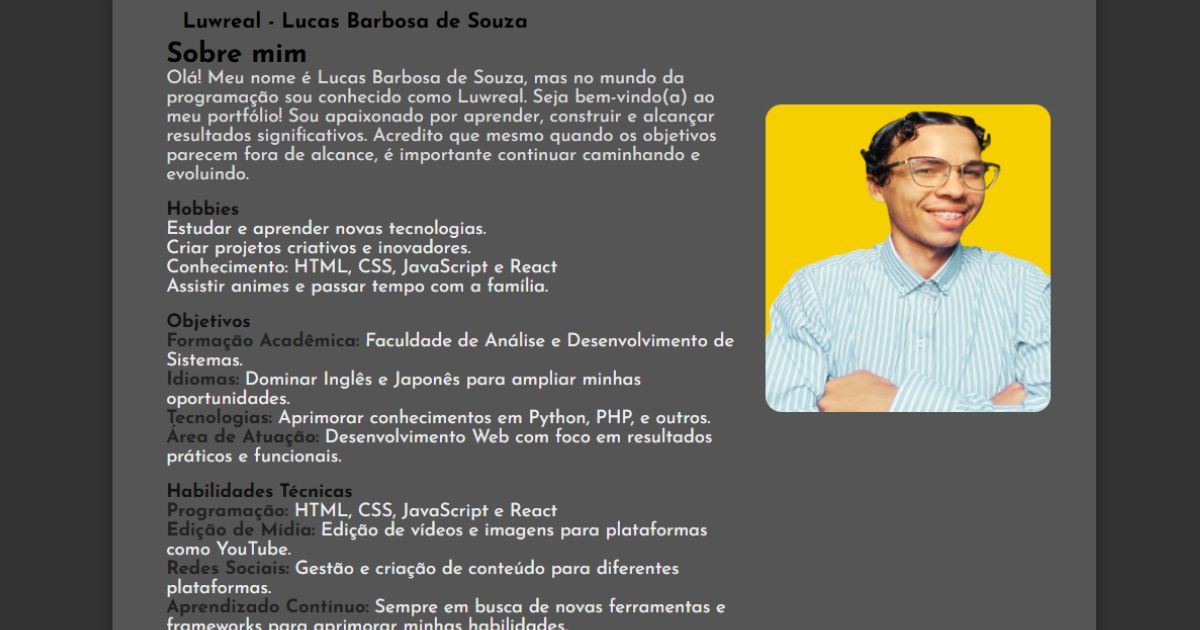 Luwreal - Lucas Barbosa de Souza
Sobre mim
Olá! Meu nome é Lucas Barbosa de Souza, mas no mundo da
programação sou conhecido como Luwreal. Seja bem-vindo(a) ao
meu portfólio! Sou apaixonado por aprender, construir e alcançar
resultados significativos. Acredito que mesmo quando os objetivos
parecem fora de alcance, é importante continuar caminhando e
evoluindo.
Hobbies
Estudar e aprender novas tecnologias.
Criar projetos criativos e inovadores.
Conhecimento: HTML, CSS, JavaScript e React
Assistir animes e passar tempo com a família.
Objetivos
Formação Acadêmica: Faculdade de Análise e Desenvolvimento de
Sistemas.
Idiomas: Dominar Inglês e Japonês para ampliar minhas
oportunidades.
Tecnologias: Aprimorar conhecimentos em Python, PHP, e outros.
Área de Atuação: Desenvolvimento Web com foco em resultados
práticos e funcionais.
Habilidades Técnicas
Programação: HTML, CSS, JavaScript e React
Edição de Mídia: Edição de vídeos e imagens para plataformas
como YouTube.
Redes Sociais: Gestão e criação de conteúdo para diferentes
plataformas.
Aprendizado Contínuo: Sempre em busca de novas ferramentas e
frameworks para aprimorar minhas habilidades.